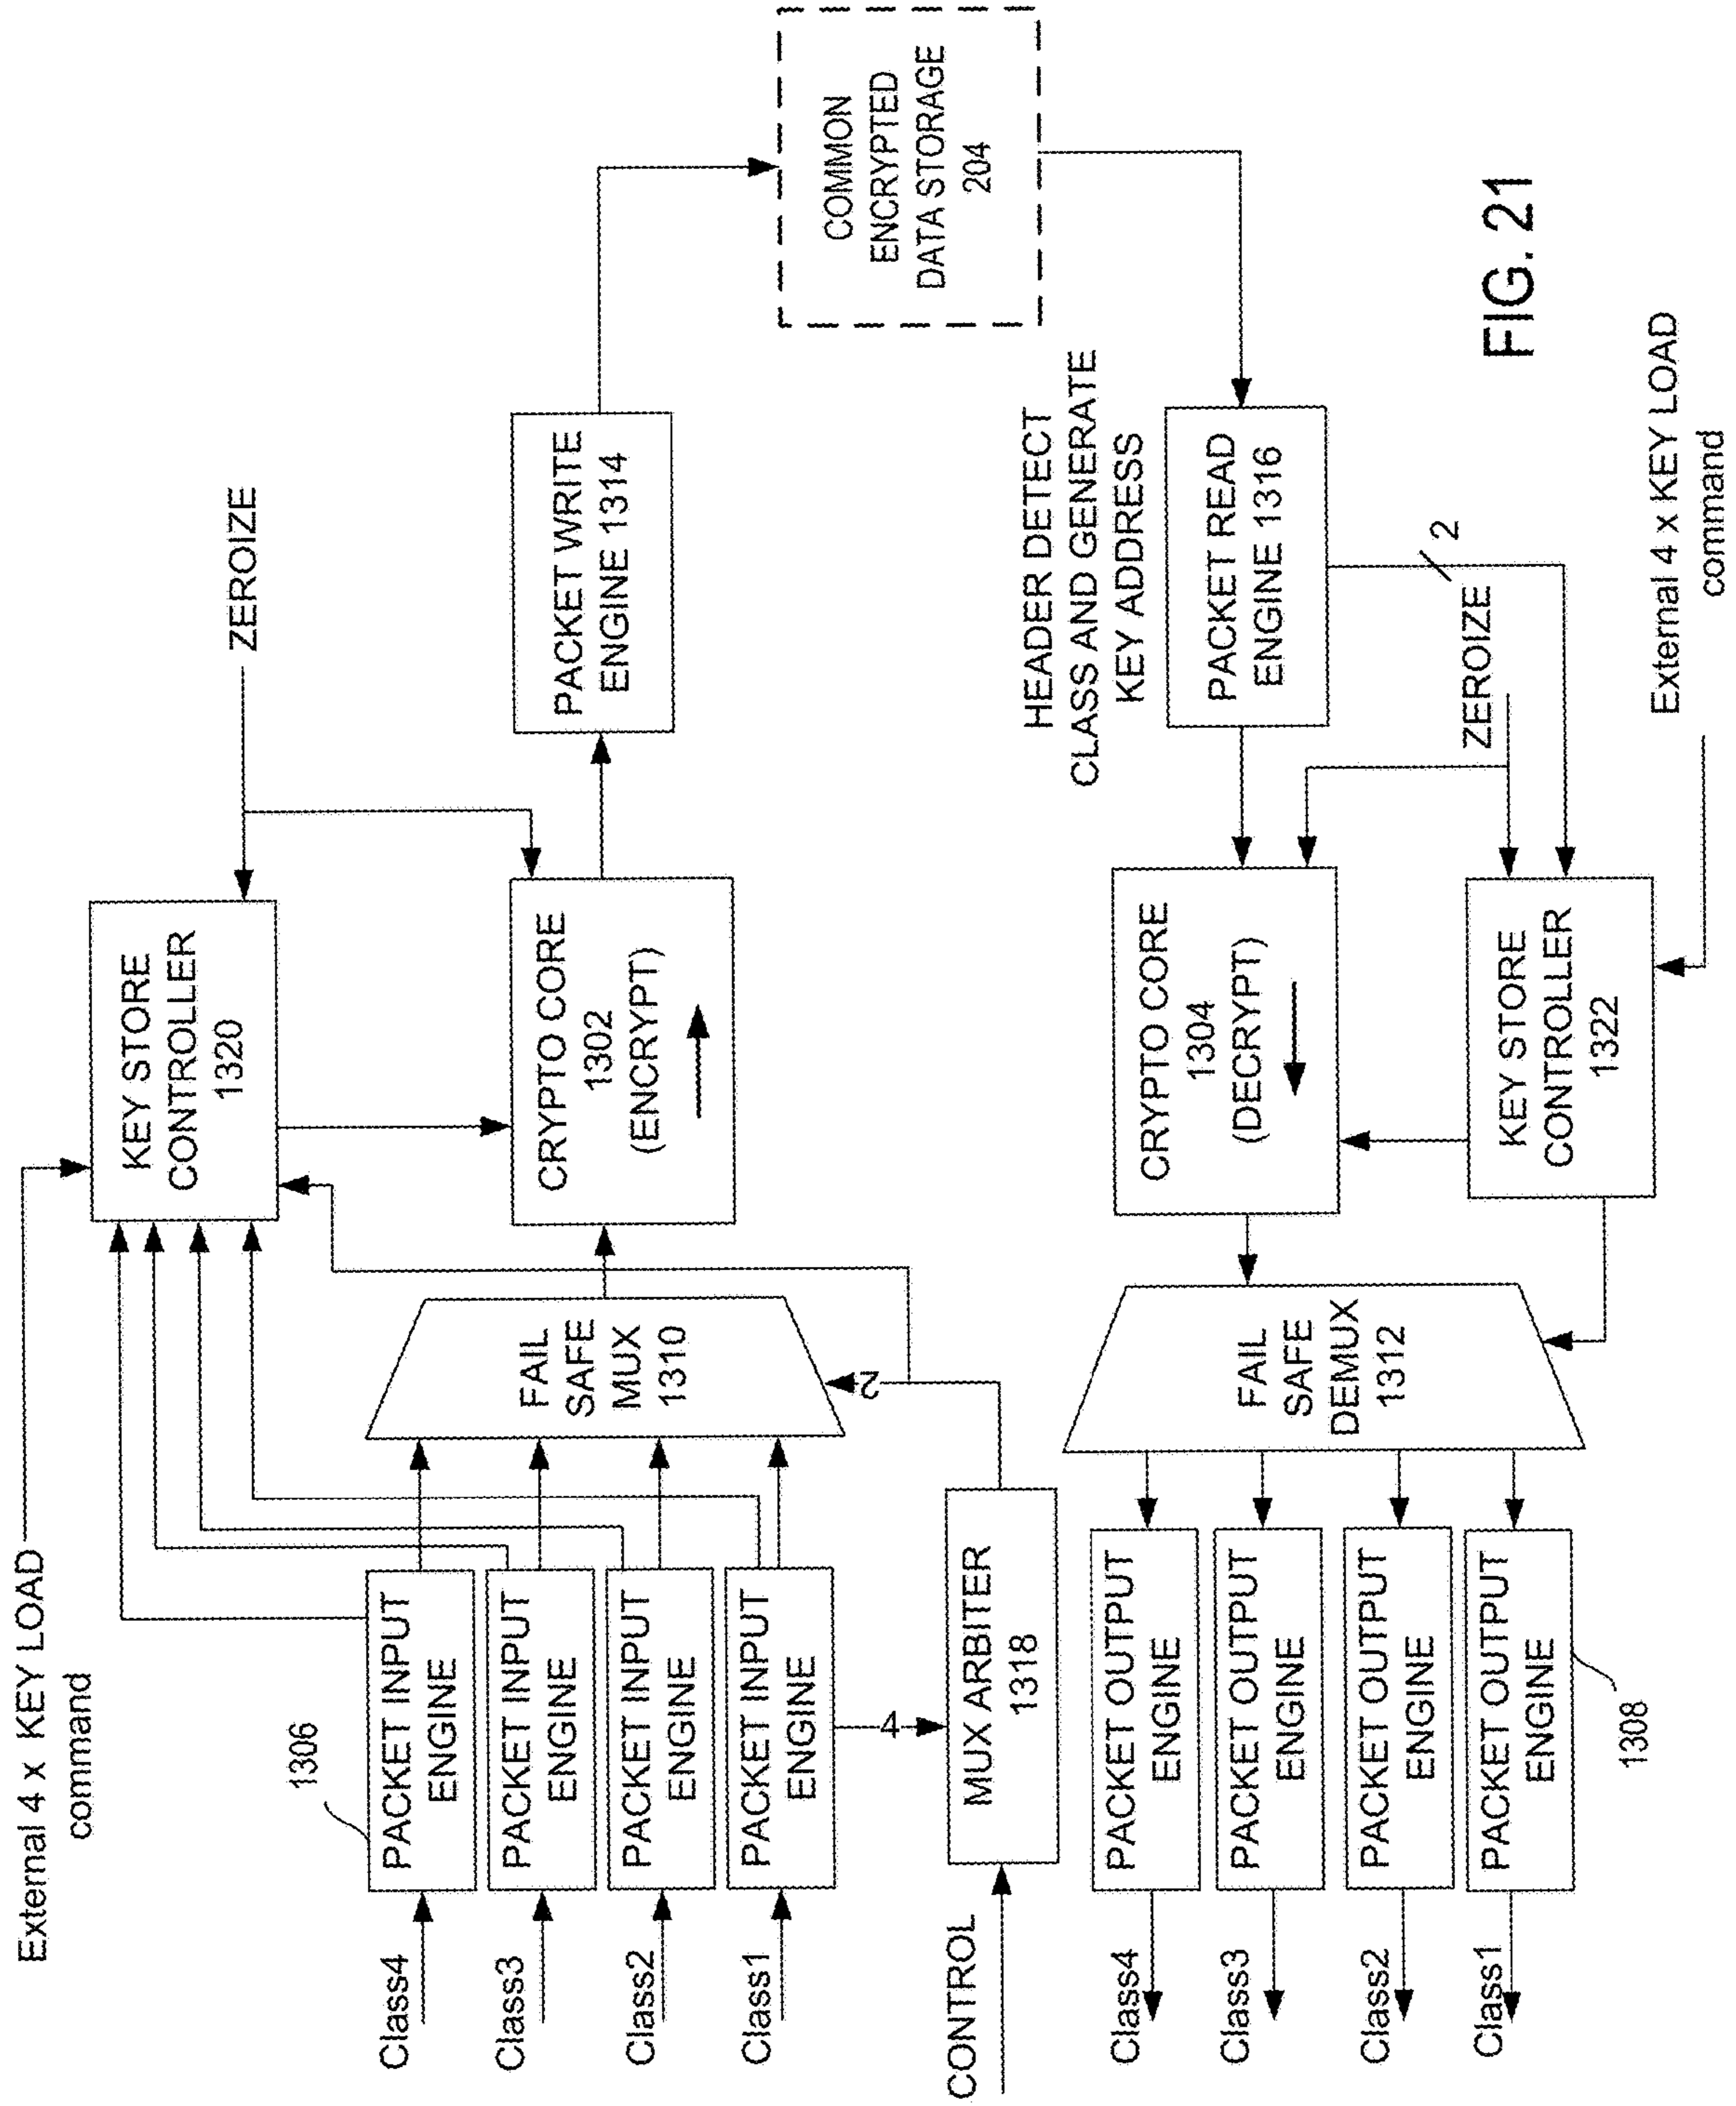 External 4 x KEY LOAD
command
KEY STORE
CONTROLLER
1320
ZEROIZE
1306
Class4
PACKET INPUT
ENGINE
Class3
PACKET INPUT
ENGINE
Class2
PACKET INPUT
ENGINE
Class1
PACKET INPUT
ENGINE
FAIL
SAFE
MUX
1310
CRYPTO CORE
1302
(ENCRYPT)
PACKET WRITE
ENGINE 1314
4
2
CONTROL
MUX ARBITER
1318
COMMON
ENCRYPTED
DATA STORAGE
204
HEADER DETECT
CLASS AND GENERATE
KEY ADDRESS
Class4
PACKET OUTPUT
ENGINE
Class3
PACKET OUTPUT
ENGINE
Class2
PACKET OUTPUT
ENGINE
Class1
PACKET OUTPUT
ENGINE
1308
FAIL
SAFE
DEMUX
1312
CRYPTO CORE
1304
(DECRYPT)
PACKET READ
ENGINE 1316
2
ZEROIZE
KEY STORE
CONTROLLER
1322
External 4 x KEY LOAD
command
FIG. 21